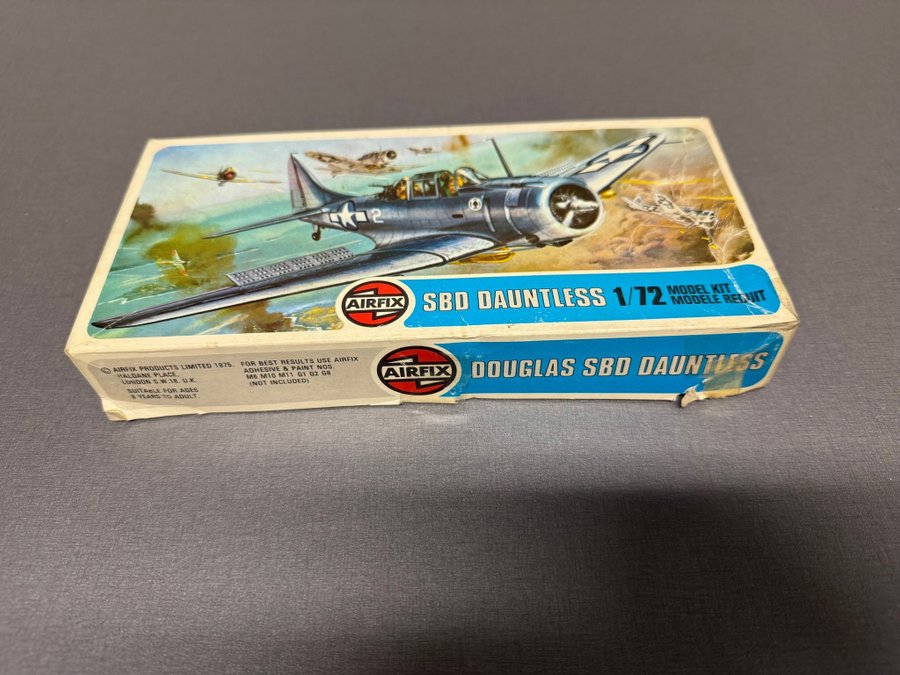 2
AIRFIX
SBD DAUNTLESS 1/72 MODEL KIT
MODELE REDUIT
© AIRFIX PRODUCTS LIMITED 1975.
HALDANE PLACE,
LONDON S.W.18. U.K.
SUITABLE FOR AGES
8 YEARS TO ADULT.
FOR BEST RESULTS USE AIRFIX
ADHESIVE & PAINT NOS.
M6 M10 M11 G1 G2 G8
(NOT INCLUDED)
AIRFIX
DOUGLAS SBD DAUNTLESS